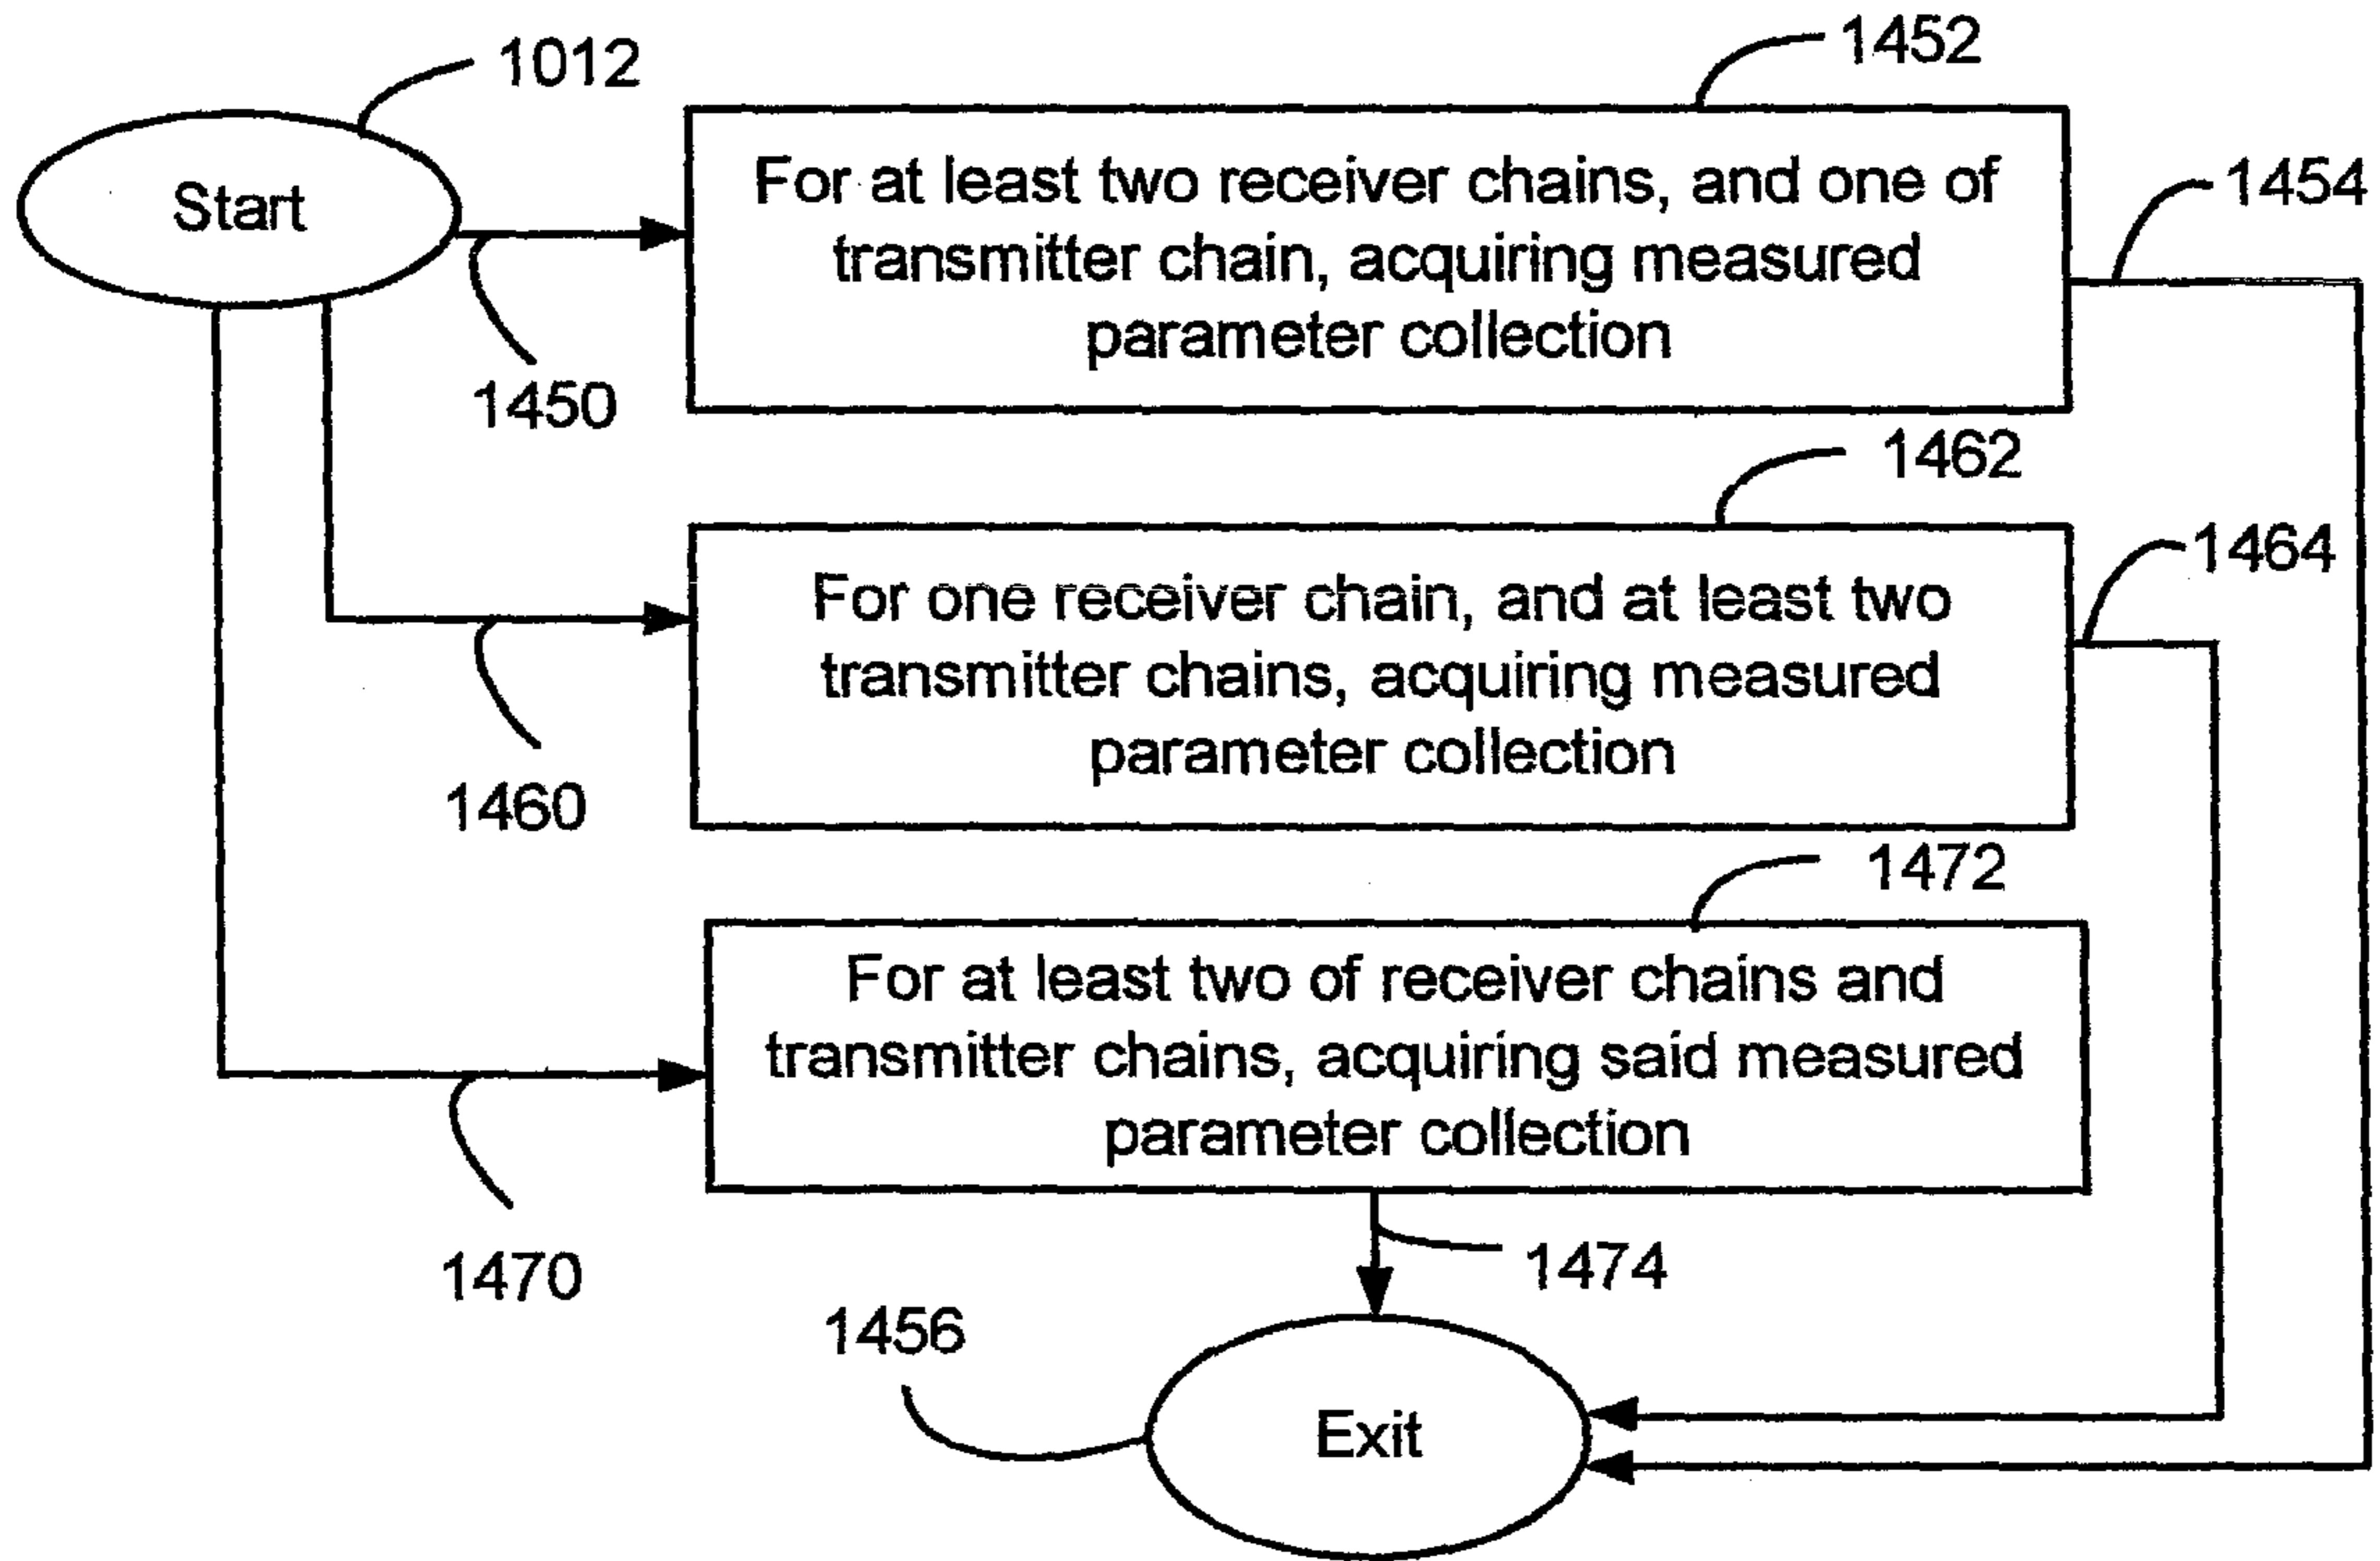 1012
Start
1450
1452
For at least two receiver chains, and one of
transmitter chain, acquiring measured
parameter collection
1454
1460
1462
For one receiver chain, and at least two
transmitter chains, acquiring measured
parameter collection
1464
1470
1472
For at least two of receiver chains and
transmitter chains, acquiring said measured
parameter collection
1474
1456
Exit